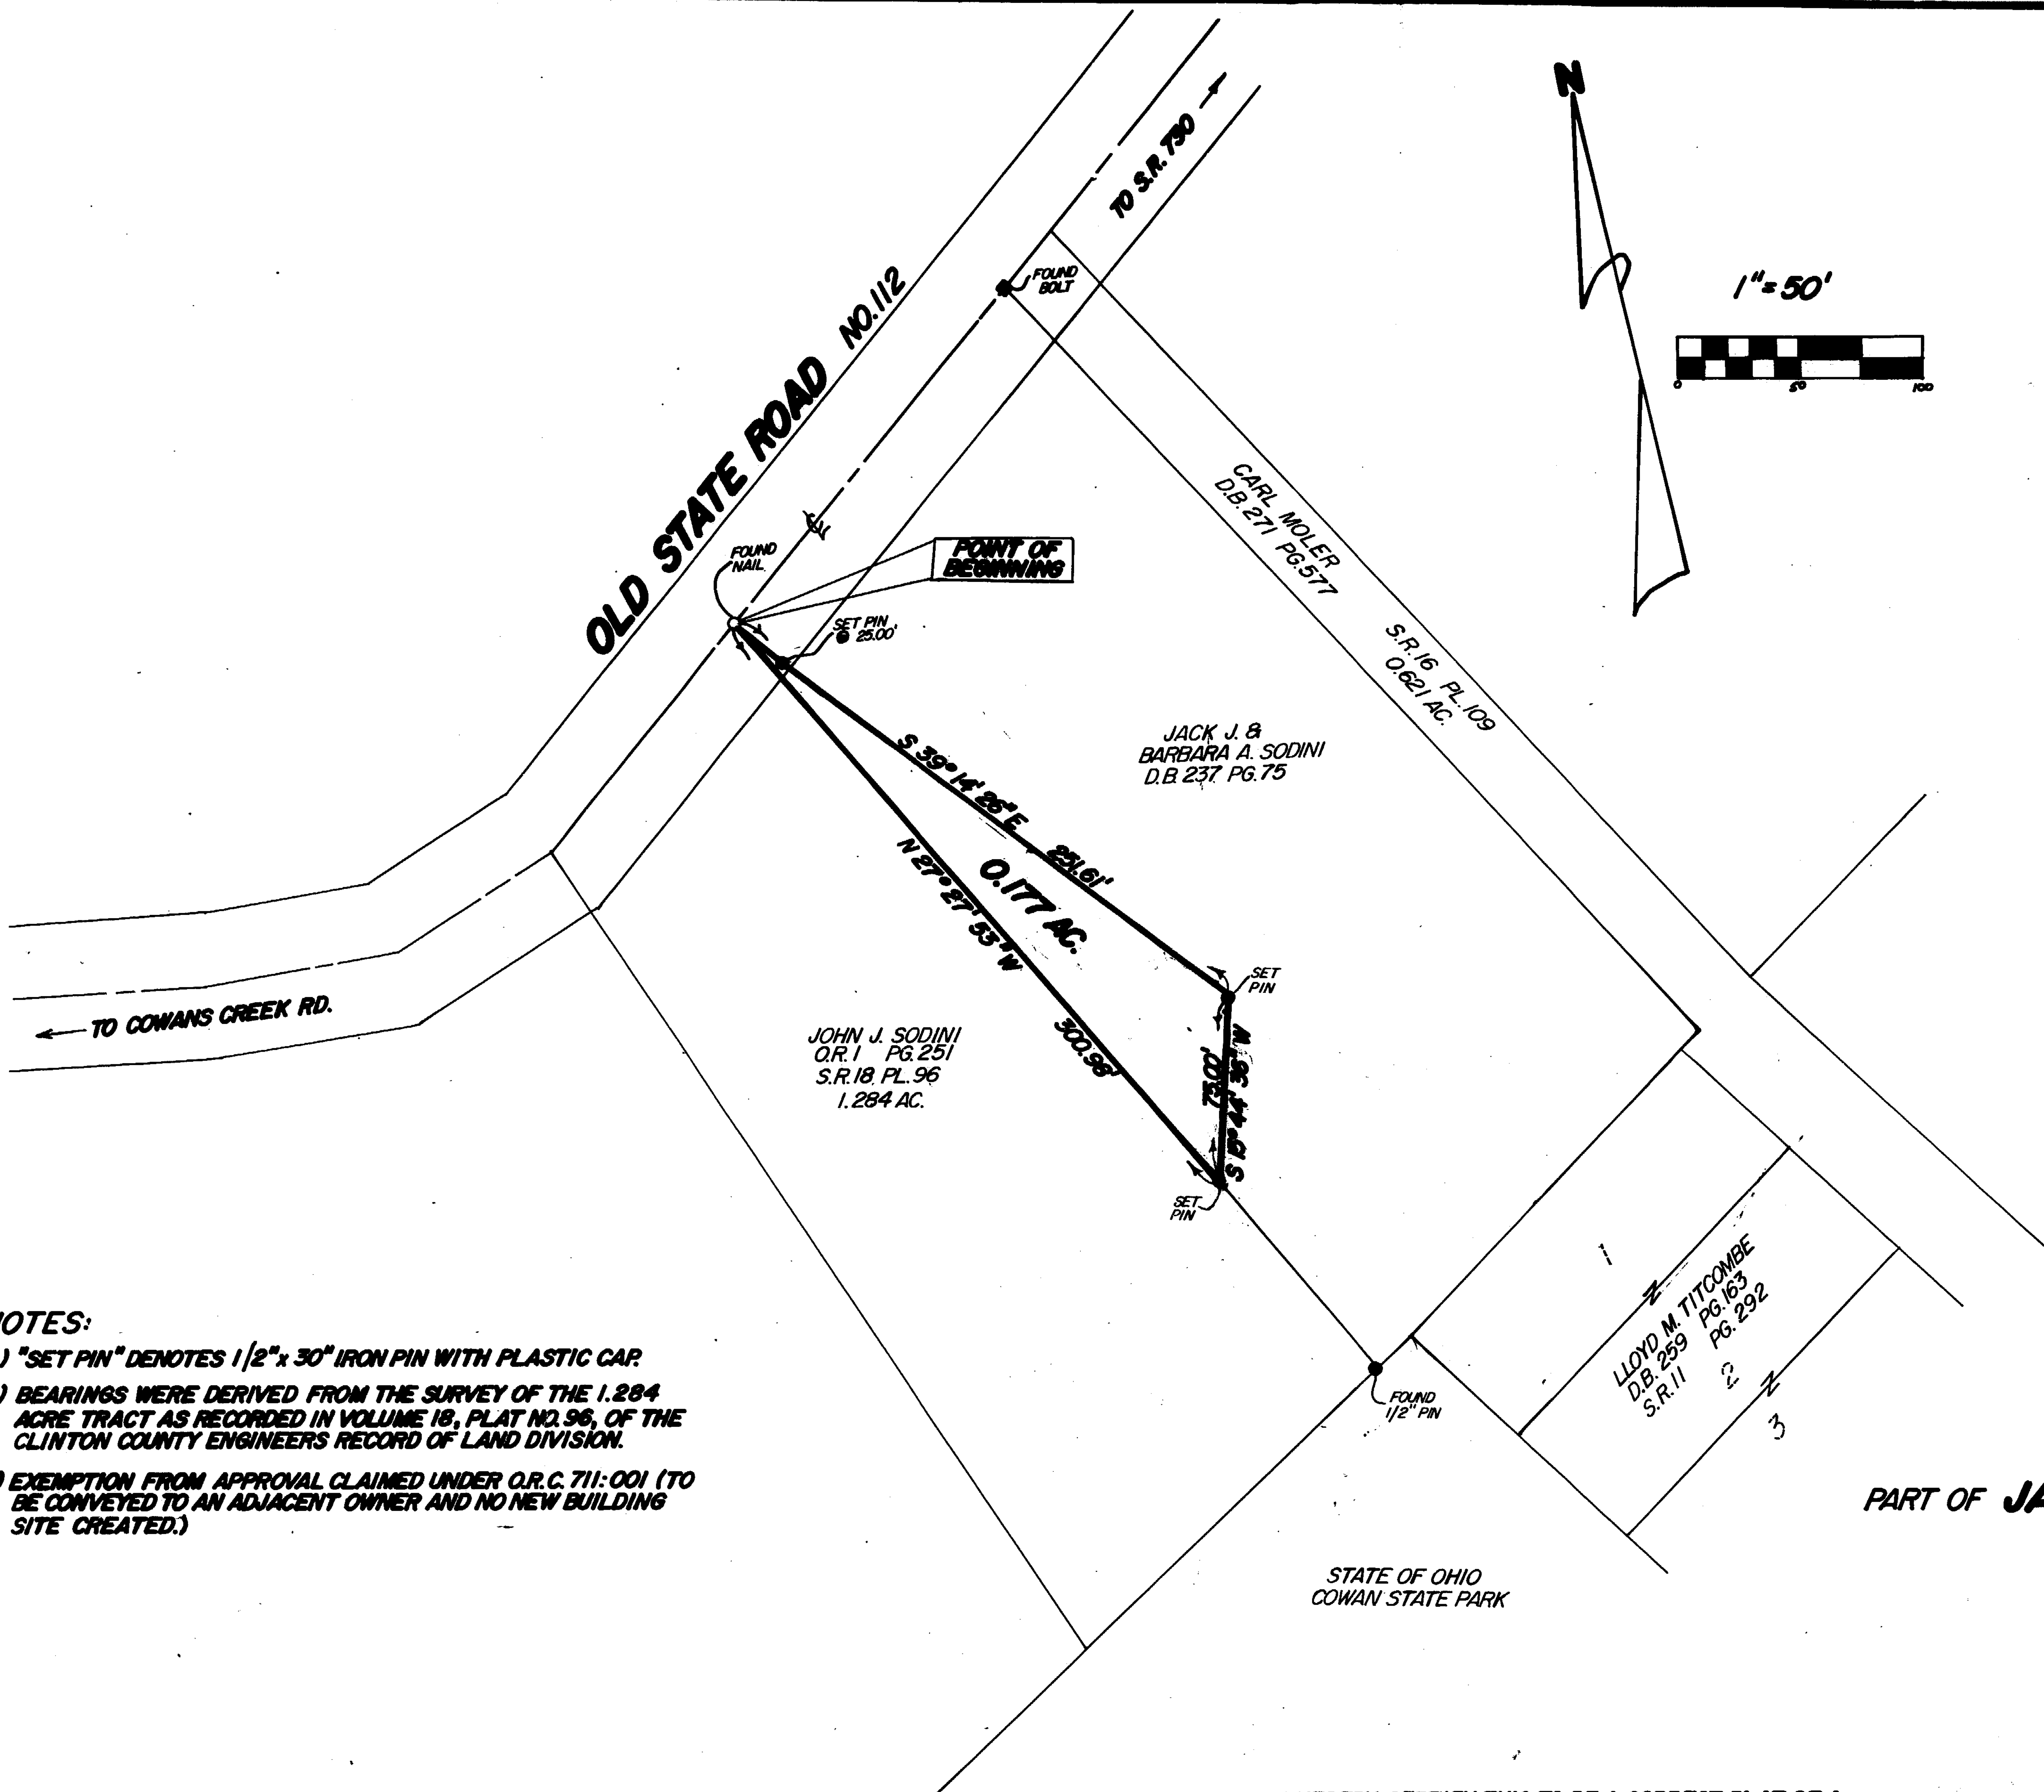 N
1"=50'
0 50 100
TO S.R. 730
FOUND
BOLT
OLD STATE ROAD NO. 112
FOUND
NAIL
POINT OF
BEGINNING
SET PIN
@ 25.00'
CARL MOLER
D.B. 271 PG. 577
S.R. 16 PL. 109
0.621 AC.
JACK J. &
BARBARA A. SODINI
D.B. 237 PG. 75
S 39° 14' 26" E 251.61'
0.177 AC.
N 27° 27' 53" W 300.98'
SET
PIN
S 15° 44' 36" W
75.00'
SET
PIN
TO COWANS CREEK RD.
JOHN J. SODINI
O.R. 1 PG. 251
S.R. 18, PL. 96
1.284 AC.
1
LLOYD M. TITCOMBE
D.B. 259 PG. 163
S.R. 11 PG. 292
2
3
FOUND
1/2" PIN
OTES:
) "SET PIN" DENOTES 1/2" x 30" IRON PIN WITH PLASTIC CAP.
) BEARINGS WERE DERIVED FROM THE SURVEY OF THE 1.284
ACRE TRACT AS RECORDED IN VOLUME 18, PLAT NO. 96, OF THE
CLINTON COUNTY ENGINEERS RECORD OF LAND DIVISION.
) EXEMPTION FROM APPROVAL CLAIMED UNDER O.R.C. 711:001 (TO
BE CONVEYED TO AN ADJACENT OWNER AND NO NEW BUILDING
SITE CREATED.)
PART OF JA
STATE OF OHIO
COWAN STATE PARK